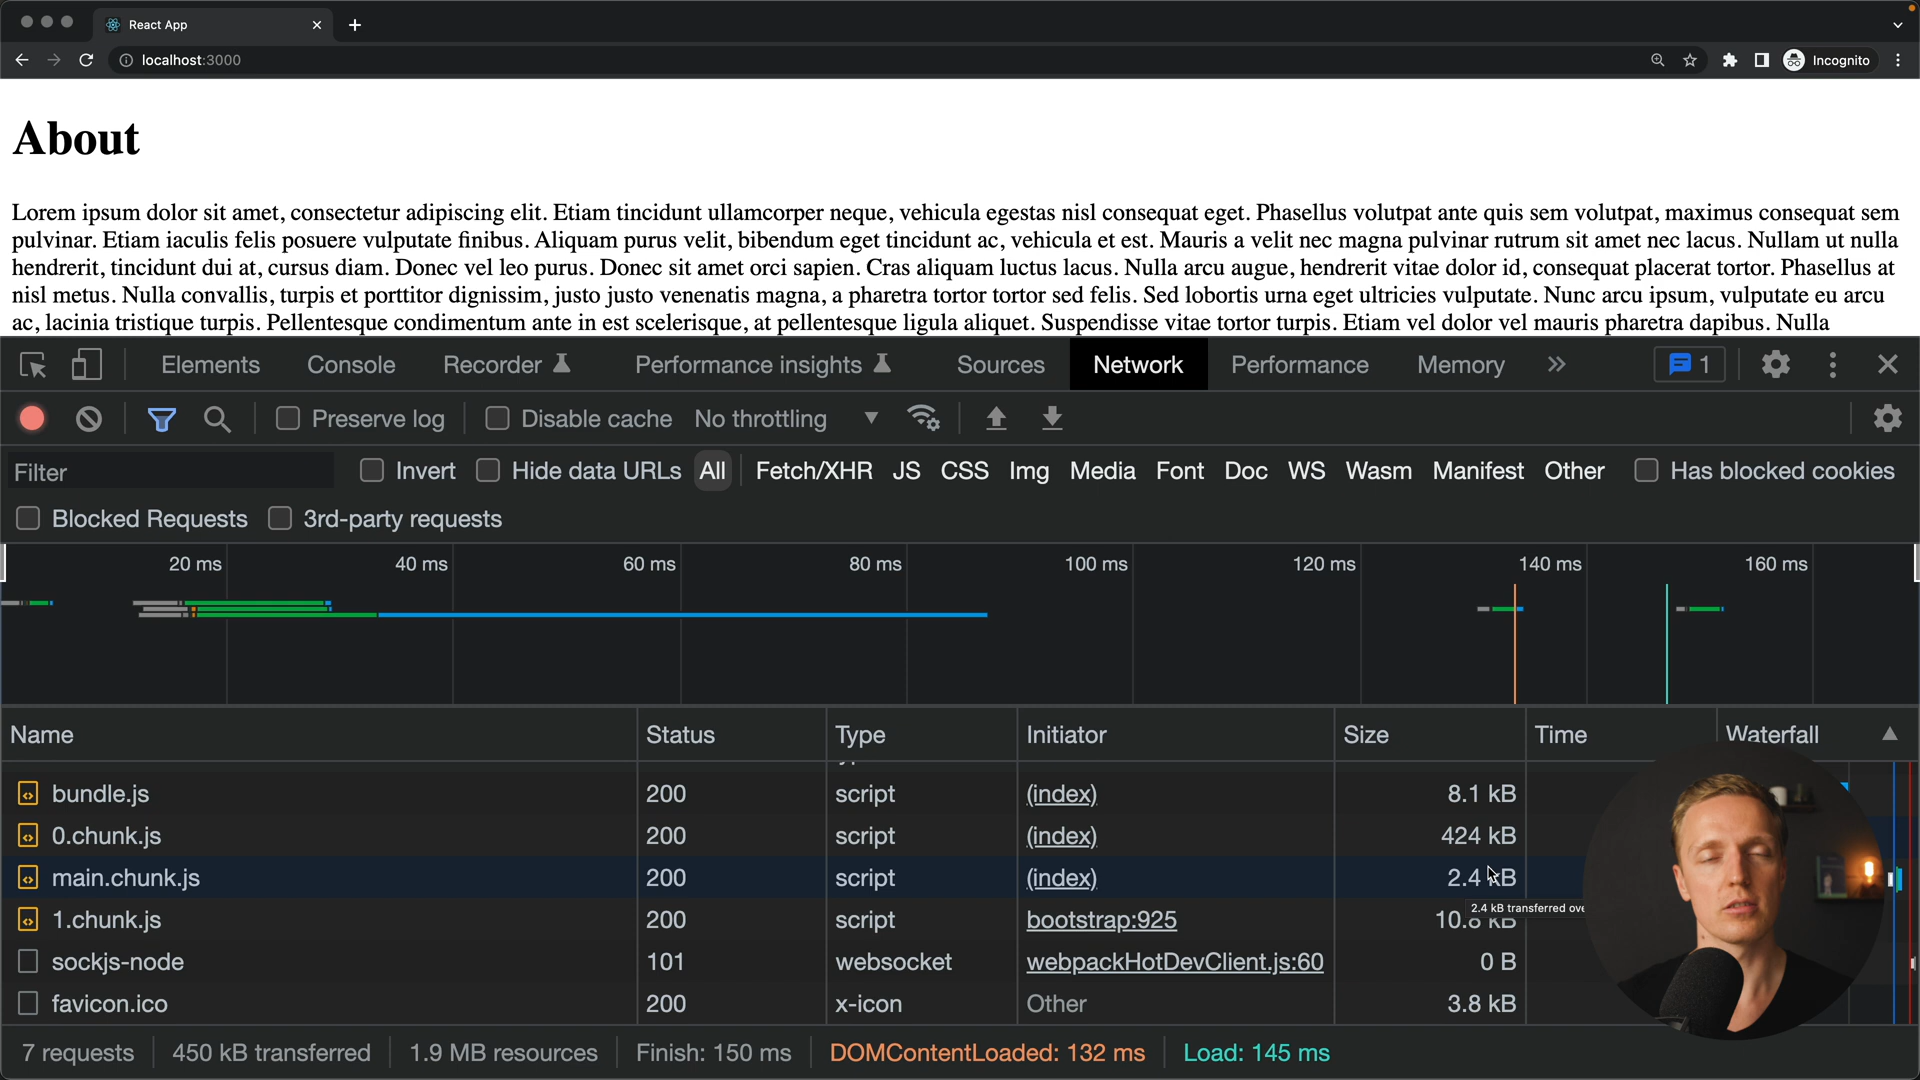 React App
localhost:3000
Incognito
About
Lorem ipsum dolor sit amet, consectetur adipiscing elit. Etiam tincidunt ullamcorper neque, vehicula egestas nisl consequat eget. Phasellus volutpat ante quis sem volutpat, maximus consequat sem
pulvinar. Etiam iaculis felis posuere vulputate finibus. Aliquam purus velit, bibendum eget tincidunt ac, vehicula et est. Mauris a velit nec magna pulvinar rutrum sit amet nec lacus. Nullam ut nulla
hendrerit, tincidunt dui at, cursus diam. Donec vel leo purus. Donec sit amet orci sapien. Cras aliquam luctus lacus. Nulla arcu augue, hendrerit vitae dolor id, consequat placerat tortor. Phasellus at
nisl metus. Nulla convallis, turpis et porttitor dignissim, justo justo venenatis magna, a pharetra tortor tortor sed felis. Sed lobortis urna eget ultricies vulputate. Nunc arcu ipsum, vulputate eu arcu
ac, lacinia tristique turpis. Pellentesque condimentum ante in est scelerisque, at pellentesque ligula aliquet. Suspendisse vitae tortor turpis. Etiam vel dolor vel mauris pharetra dapibus. Nulla
Elements Console Recorder Performance insights Sources Network Performance Memory 1
Preserve log Disable cache No throttling
Filter Invert Hide data URLs All Fetch/XHR JS CSS Img Media Font Doc WS Wasm Manifest Other Has blocked cookies
Blocked Requests 3rd-party requests
20 ms 40 ms 60 ms 80 ms 100 ms 120 ms 140 ms 160 ms
Name Status Type Initiator Size Time Waterfall
bundle.js 200 script (index) 8.1 kB
0.chunk.js 200 script (index) 424 kB
main.chunk.js 200 script (index) 2.4 kB
2.4 kB transferred ove
1.chunk.js 200 script bootstrap:925 10.8 kB
sockjs-node 101 websocket webpackHotDevClient.js:60 0 B
favicon.ico 200 x-icon Other 3.8 kB
7 requests 450 kB transferred 1.9 MB resources Finish: 150 ms DOMContentLoaded: 132 ms Load: 145 ms